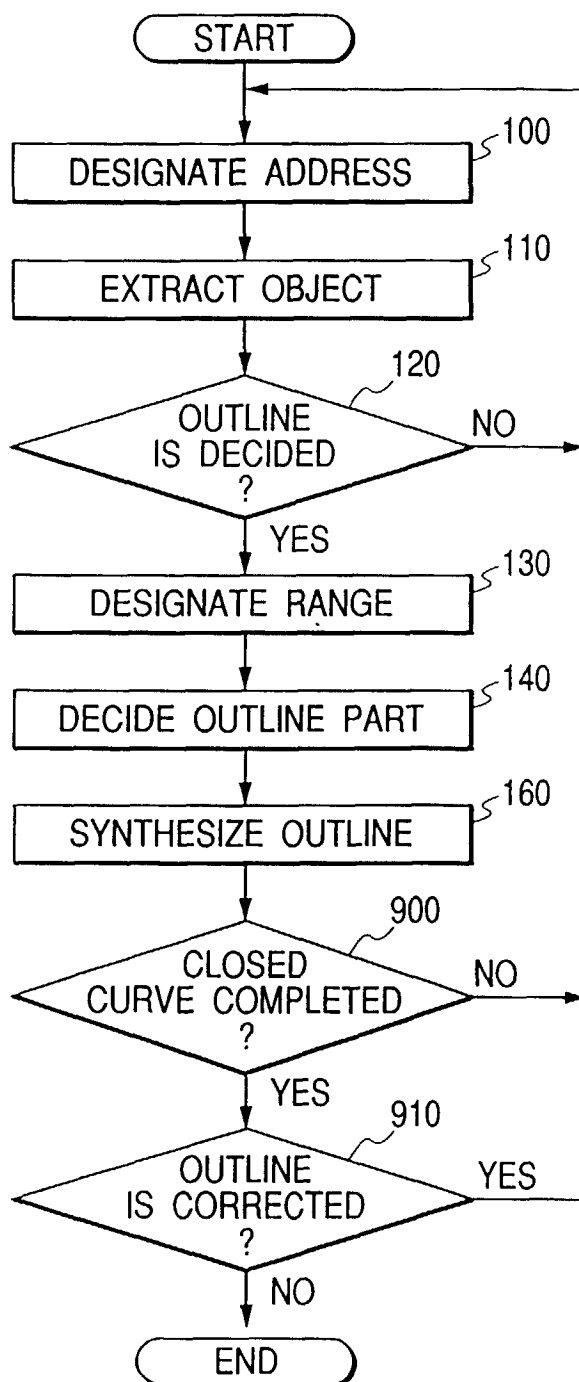 START
100
DESIGNATE ADDRESS
110
EXTRACT OBJECT
120
OUTLINE
IS DECIDED
?
NO
YES
130
DESIGNATE RANGE
140
DECIDE OUTLINE PART
160
SYNTHESIZE OUTLINE
900
CLOSED
CURVE COMPLETED
?
NO
YES
910
OUTLINE
IS CORRECTED
?
YES
NO
END